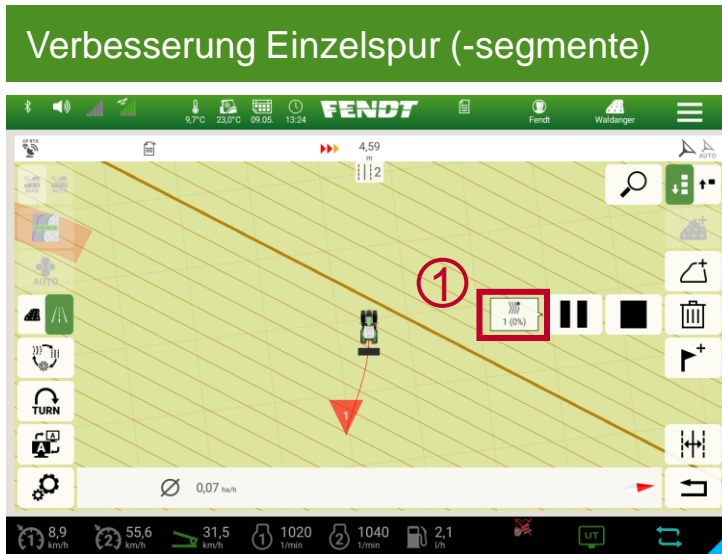 Verbesserung Einzelspur (-segmente)
9,7°C 23,0°C 09.05. 13:24 FENDT Fendt Waldanger
4,59
m
2
AUTO
AUTO
1
1 (0%)
1
TURN
A
A
0,07 ha/h
8,9 km/h 55,6 km/h 31,5 km/h 1 1020 1/min 2 1040 1/min 2,1 l/h UT